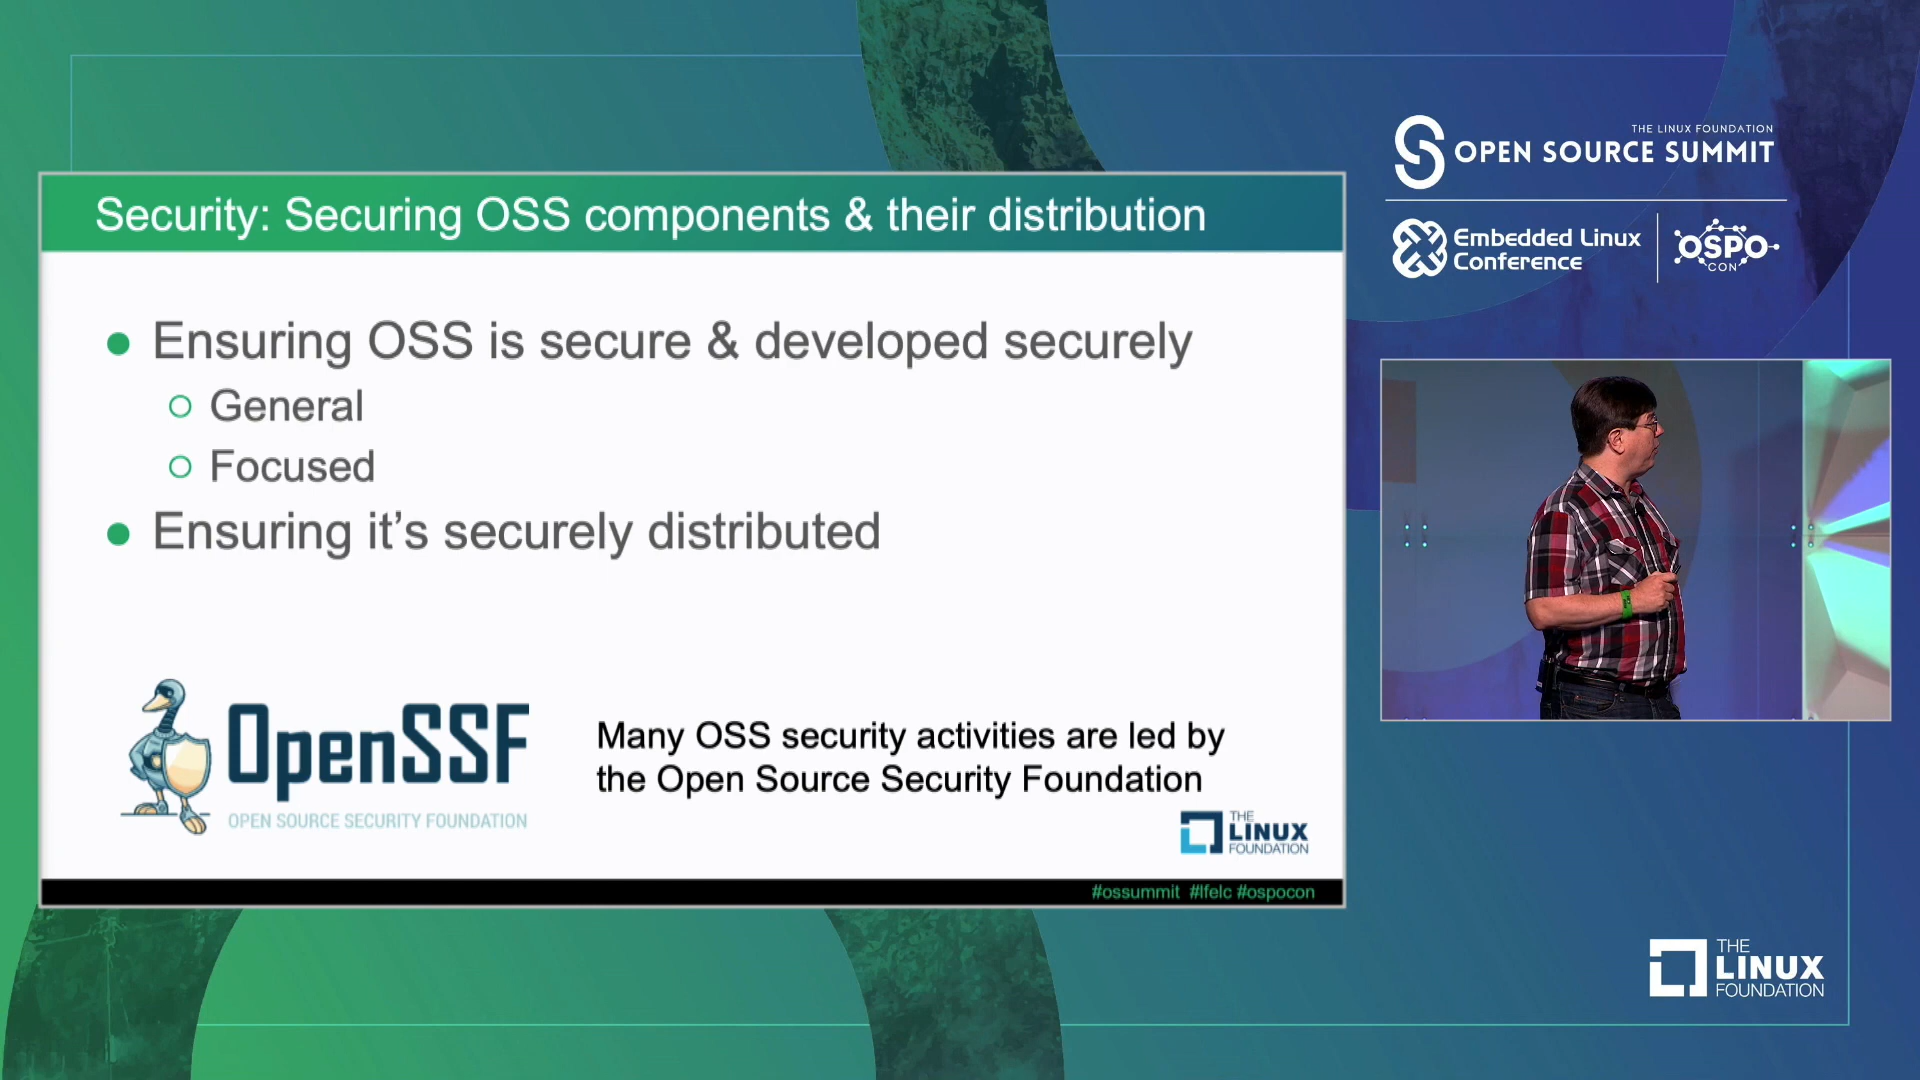 Security: Securing OSS components & their distribution
Ensuring OSS is secure & developed securely
General
Focused
Ensuring it’s securely distributed
OpenSSF
OPEN SOURCE SECURITY FOUNDATION
Many OSS security activities are led by
the Open Source Security Foundation
THE
LINUX
FOUNDATION
#ossummit #lfelc #ospocon
THE LINUX FOUNDATION
OPEN SOURCE SUMMIT
Embedded Linux
Conference
OSPO
CON
THE
LINUX
FOUNDATION